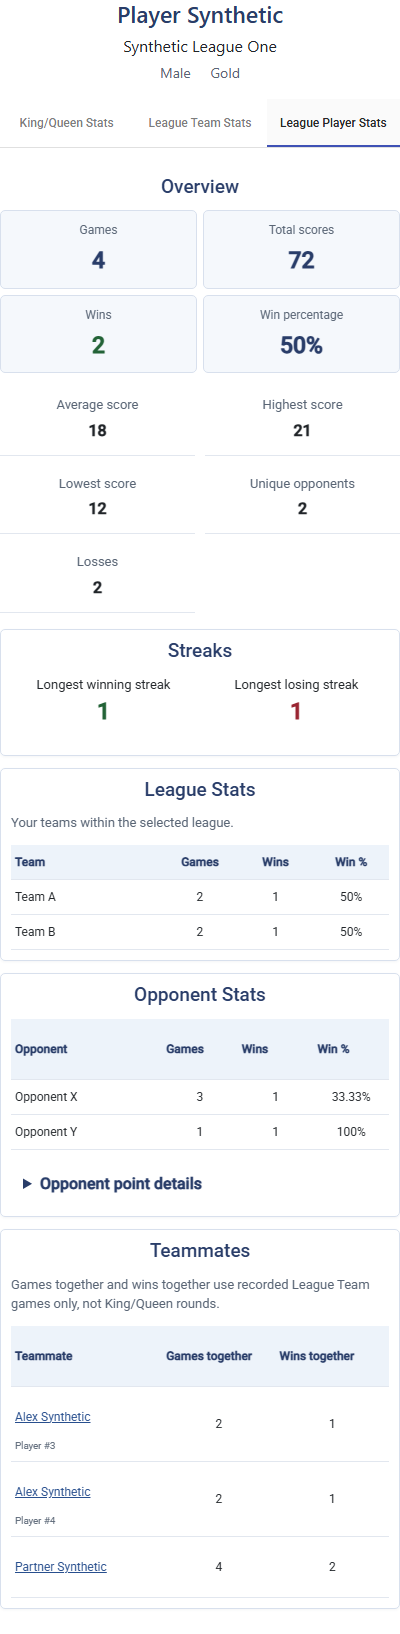 Player Synthetic
Synthetic League One
Male Gold
King/Queen Stats League Team Stats League Player Stats
Overview
Games Total scores
4 72
Wins Win percentage
2 50%
Average score Highest score
18 21
Lowest score Unique opponents
12 2
Losses
2
Streaks
Longest winning streak Longest losing streak
1 1
League Stats
Your teams within the selected league.
Team Games Wins Win %
Team A 2 1 50%
Team B 2 1 50%
Opponent Stats
Opponent Games Wins Win %
Opponent X 3 1 33.33%
Opponent Y 1 1 100%
Opponent point details
Teammates
Games together and wins together use recorded League Team
games only, not King/Queen rounds.
Teammate Games together Wins together
Alex Synthetic 2 1
Player #3
Alex Synthetic 2 1
Player #4
Partner Synthetic 4 2